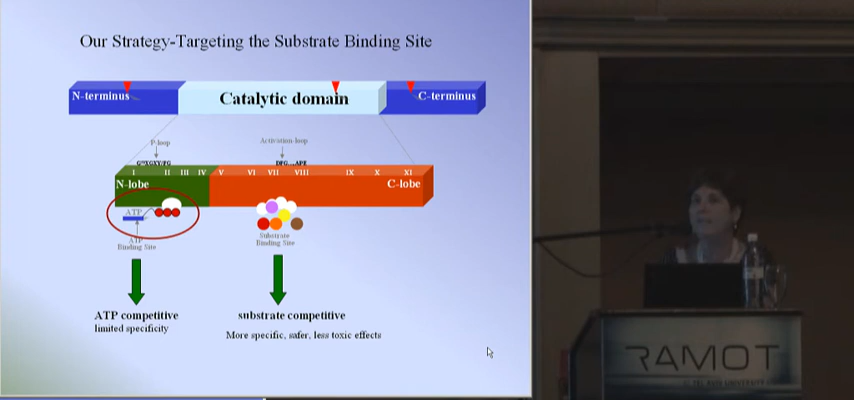 Our Strategy-Targeting the Substrate Binding Site
N-terminus
Catalytic domain
C-terminus
P-loop
Activation-loop
DFG....APE
I II III IV V VI VII VIII IX X XI
N-lobe
C-lobe
ATP
ATP
Binding Site
Substrate
Binding Site
ATP competitive
limited specificity
substrate competitive
More specific, safer, less toxic effects
RAMOT